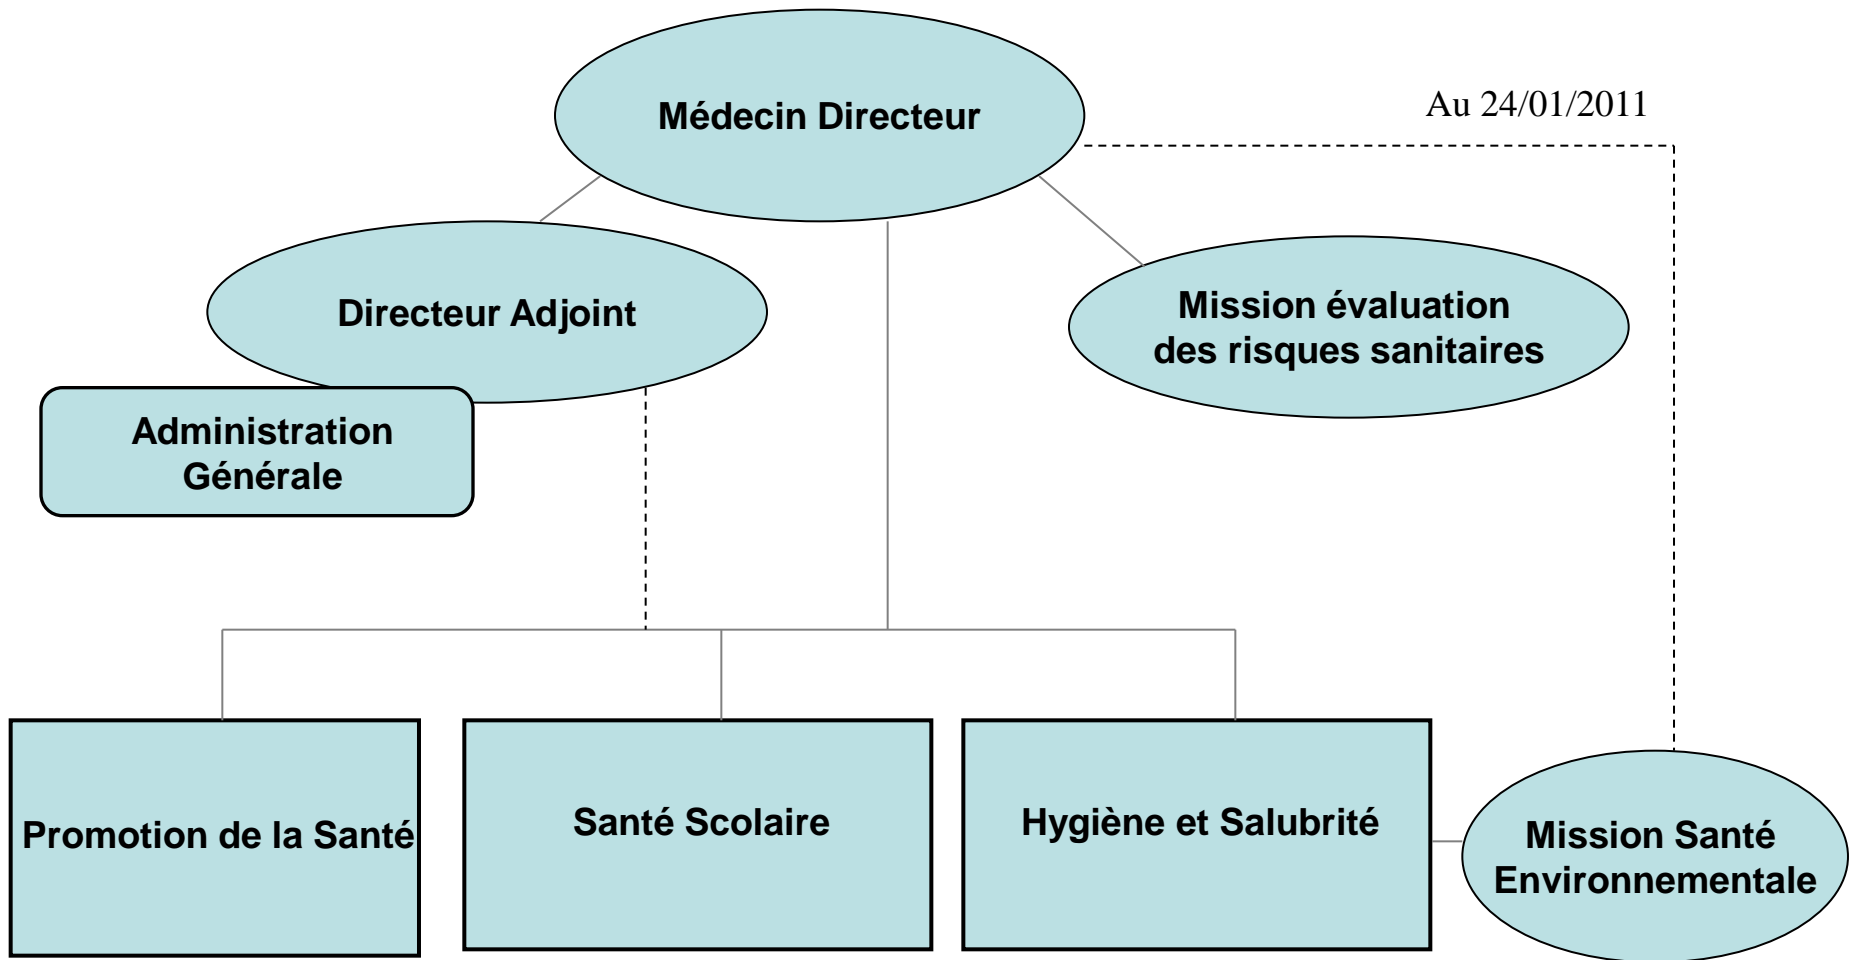 Médecin Directeur
Au 24/01/2011
Directeur Adjoint
Mission évaluation
des risques sanitaires
Administration
Générale
Promotion de la Santé
Santé Scolaire
Hygiène et Salubrité
Mission Santé
Environnementale